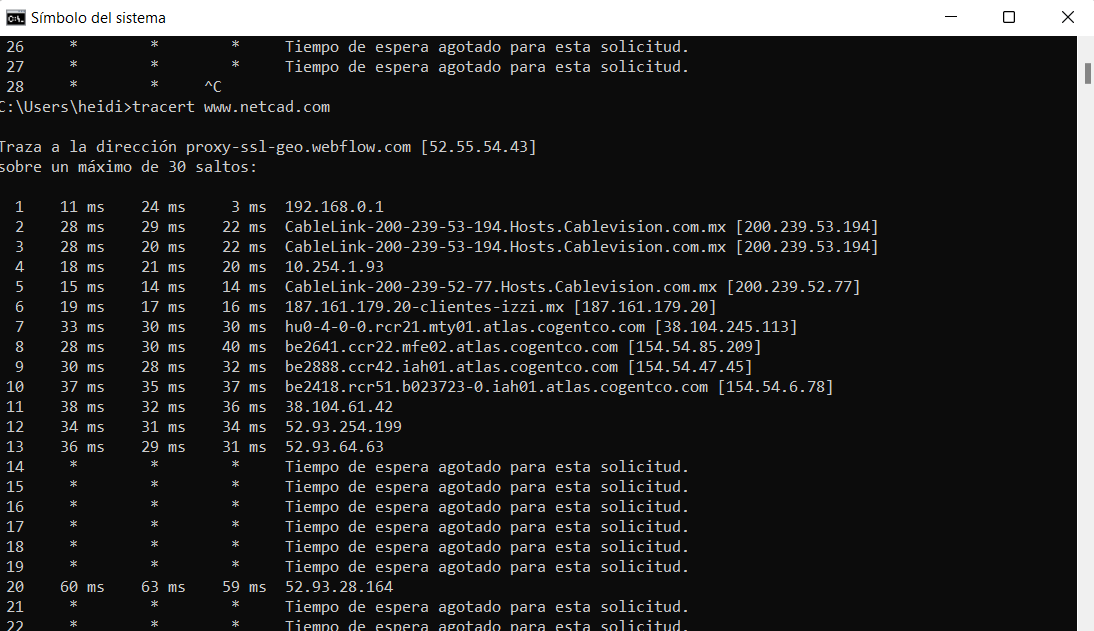 Símbolo del sistema
26 * * * Tiempo de espera agotado para esta solicitud.
27 * * * Tiempo de espera agotado para esta solicitud.
28 * * ^C
C:\Users\heidi>tracert www.netcad.com
Traza a la dirección proxy-ssl-geo.webflow.com [52.55.54.43]
sobre un máximo de 30 saltos:
1 11 ms 24 ms 3 ms 192.168.0.1
2 28 ms 29 ms 22 ms CableLink-200-239-53-194.Hosts.Cablevision.com.mx [200.239.53.194]
3 28 ms 20 ms 22 ms CableLink-200-239-53-194.Hosts.Cablevision.com.mx [200.239.53.194]
4 18 ms 21 ms 20 ms 10.254.1.93
5 15 ms 14 ms 14 ms CableLink-200-239-52-77.Hosts.Cablevision.com.mx [200.239.52.77]
6 19 ms 17 ms 16 ms 187.161.179.20-clientes-izzi.mx [187.161.179.20]
7 33 ms 30 ms 30 ms hu0-4-0-0.rcr21.mty01.atlas.cogentco.com [38.104.245.113]
8 28 ms 30 ms 40 ms be2641.ccr22.mfe02.atlas.cogentco.com [154.54.85.209]
9 30 ms 28 ms 32 ms be2888.ccr42.iah01.atlas.cogentco.com [154.54.47.45]
10 37 ms 35 ms 37 ms be2418.rcr51.b023723-0.iah01.atlas.cogentco.com [154.54.6.78]
11 38 ms 32 ms 36 ms 38.104.61.42
12 34 ms 31 ms 34 ms 52.93.254.199
13 36 ms 29 ms 31 ms 52.93.64.63
14 * * * Tiempo de espera agotado para esta solicitud.
15 * * * Tiempo de espera agotado para esta solicitud.
16 * * * Tiempo de espera agotado para esta solicitud.
17 * * * Tiempo de espera agotado para esta solicitud.
18 * * * Tiempo de espera agotado para esta solicitud.
19 * * * Tiempo de espera agotado para esta solicitud.
20 60 ms 63 ms 59 ms 52.93.28.164
21 * * * Tiempo de espera agotado para esta solicitud.
22 * * * Tiempo de espera agotado para esta solicitud.